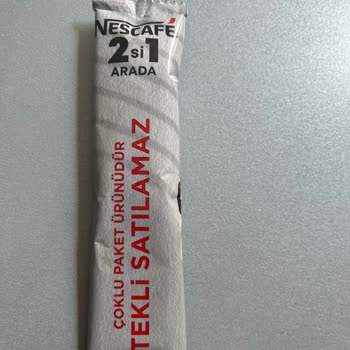 NESCAFÉ
2si1
ARADA
ÇOKLU PAKET ÜRÜNÜDÜR
TEKLİ SATILAMAZ